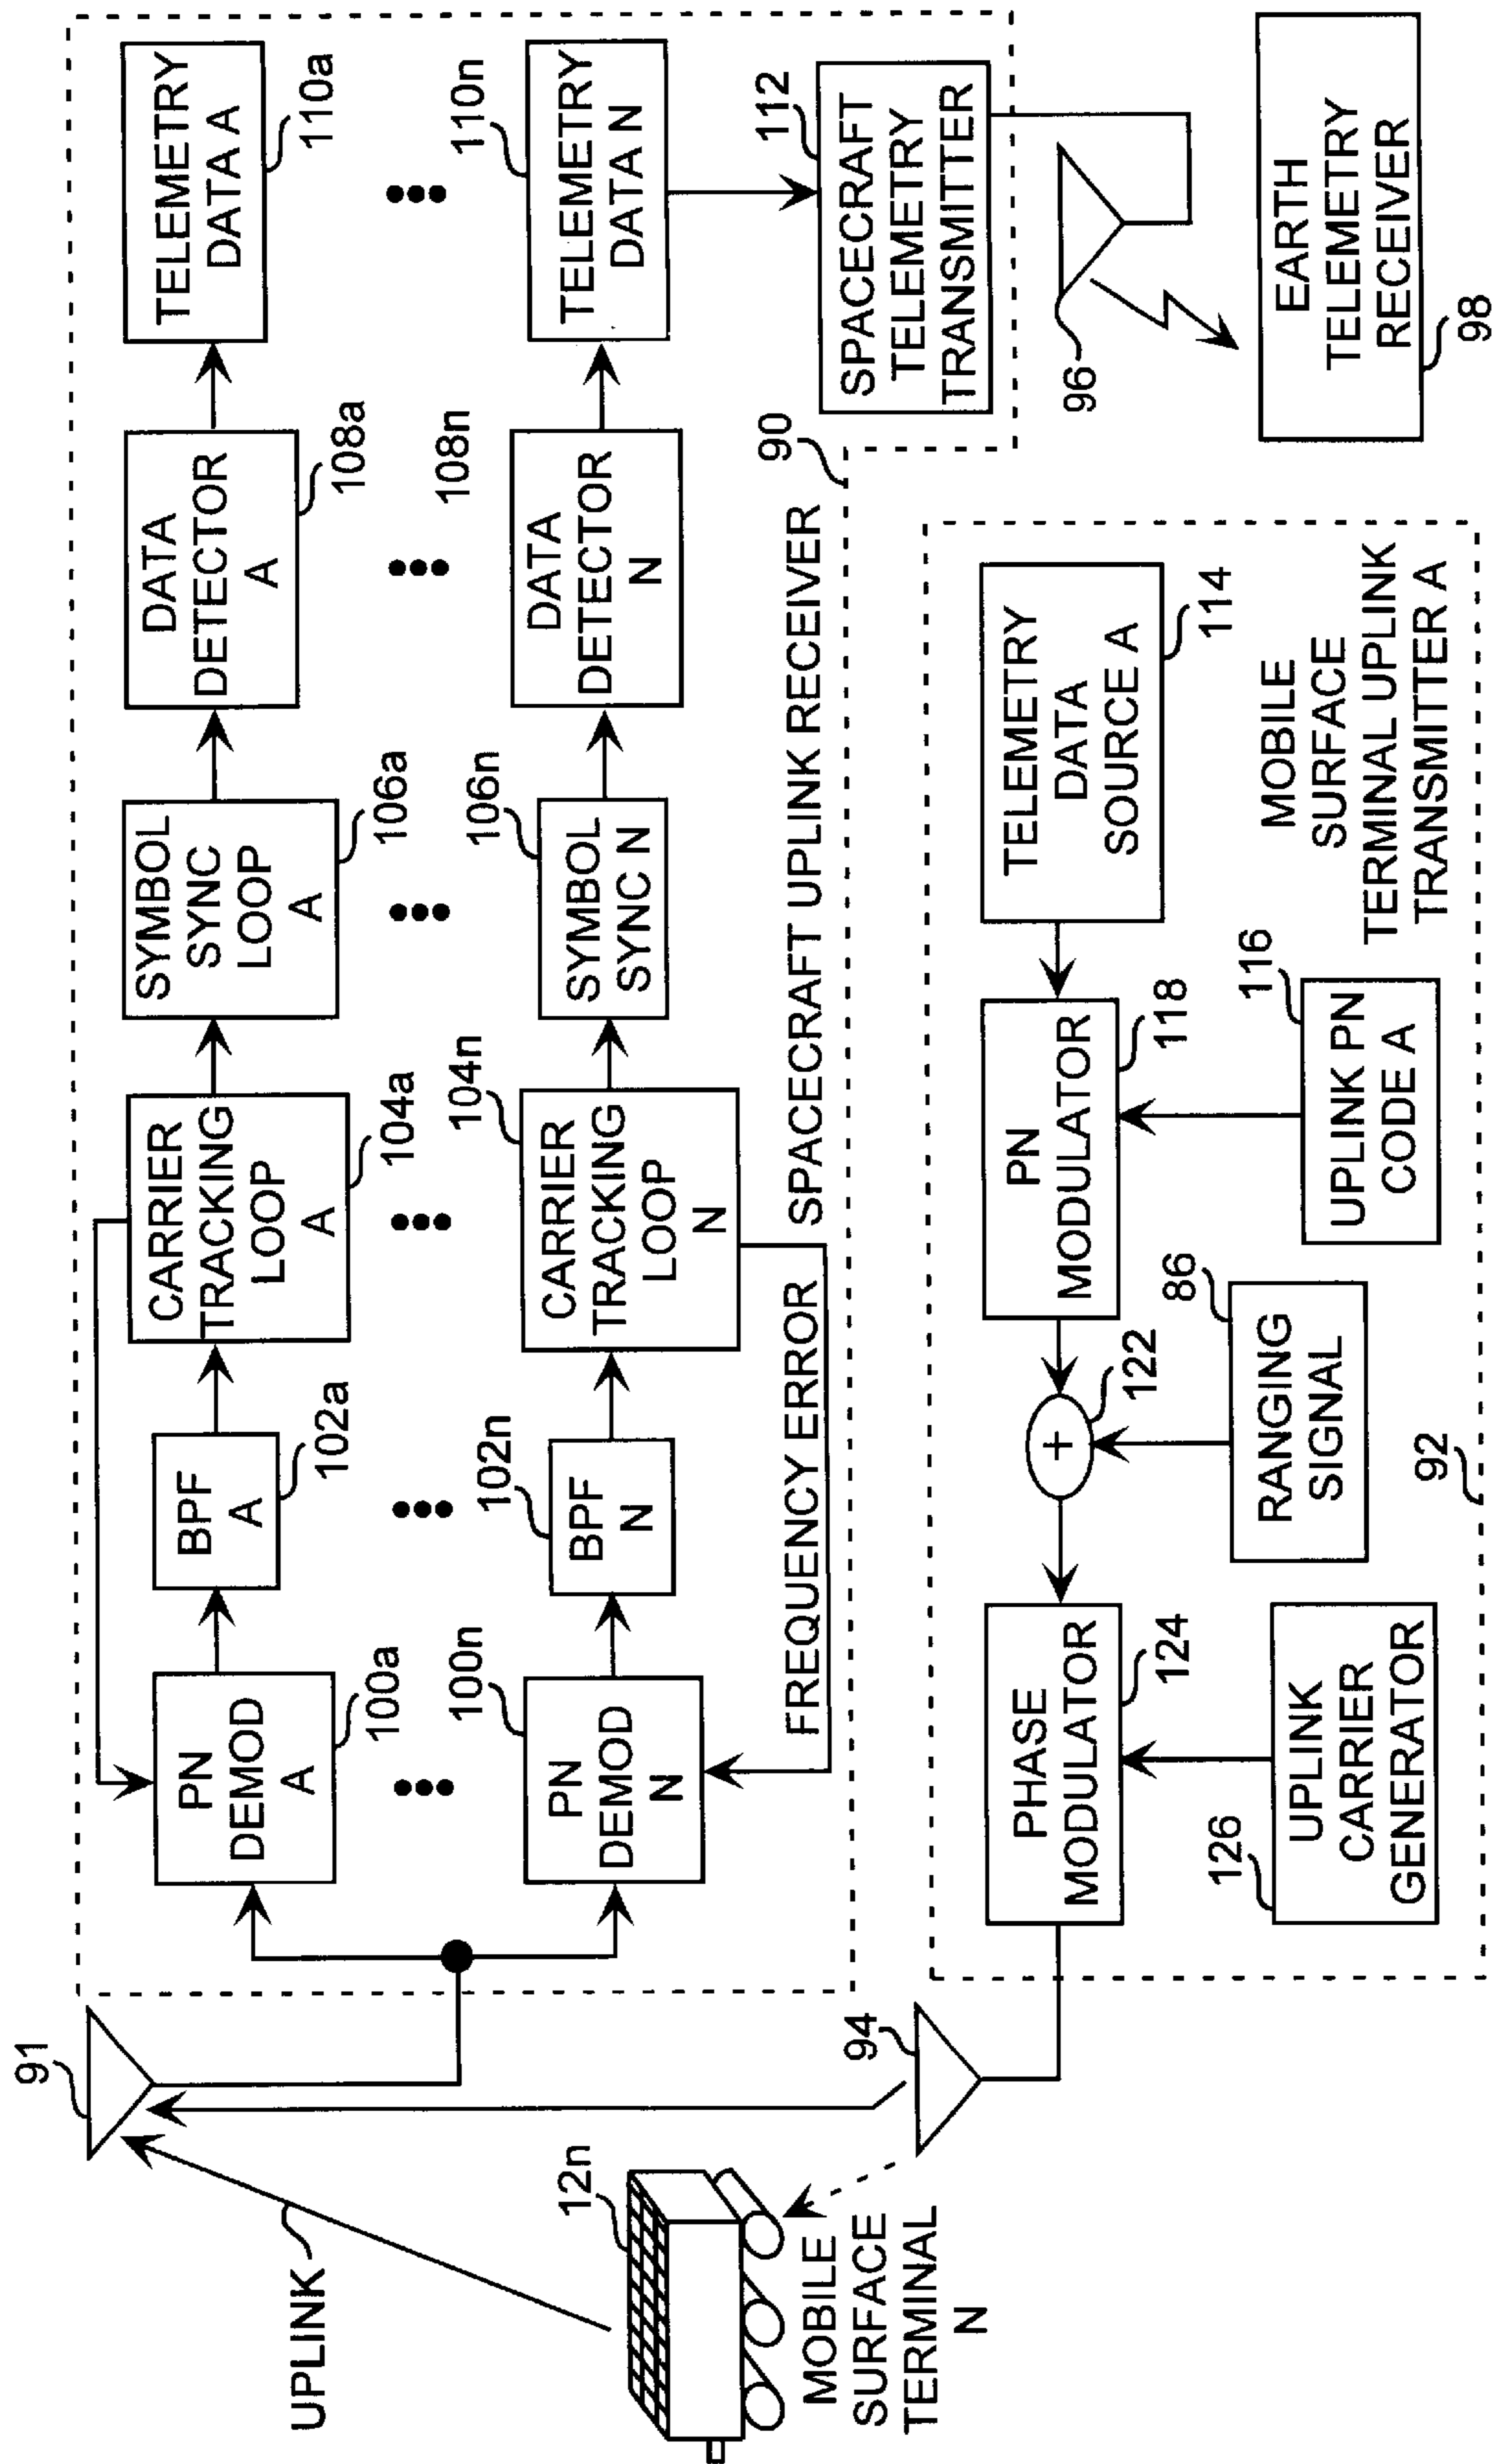 91
UPLINK
12n
MOBILE
SURFACE
TERMINAL
N
94
PN
DEMOD
A
100a
BPF
A
102a
CARRIER
TRACKING
LOOP
A
104a
SYMBOL
SYNC
LOOP
A
106a
DATA
DETECTOR
A
108a
TELEMETRY
DATA A
110a
PN
DEMOD
N
100n
BPF
N
102n
CARRIER
TRACKING
LOOP
N
104n
SYMBOL
SYNC N
106n
DATA
DETECTOR
N
108n
TELEMETRY
DATA N
110n
FREQUENCY ERROR
SPACECRAFT UPLINK RECEIVER
90
SPACECRAFT
TELEMETRY
TRANSMITTER
112
96
EARTH
TELEMETRY
RECEIVER
98
PHASE
MODULATOR
124
UPLINK
CARRIER
GENERATOR
126
+
122
RANGING
SIGNAL
86
PN
MODULATOR
118
UPLINK PN
CODE A
116
TELEMETRY
DATA
SOURCE A
114
MOBILE
SURFACE
TERMINAL UPLINK
TRANSMITTER A
92